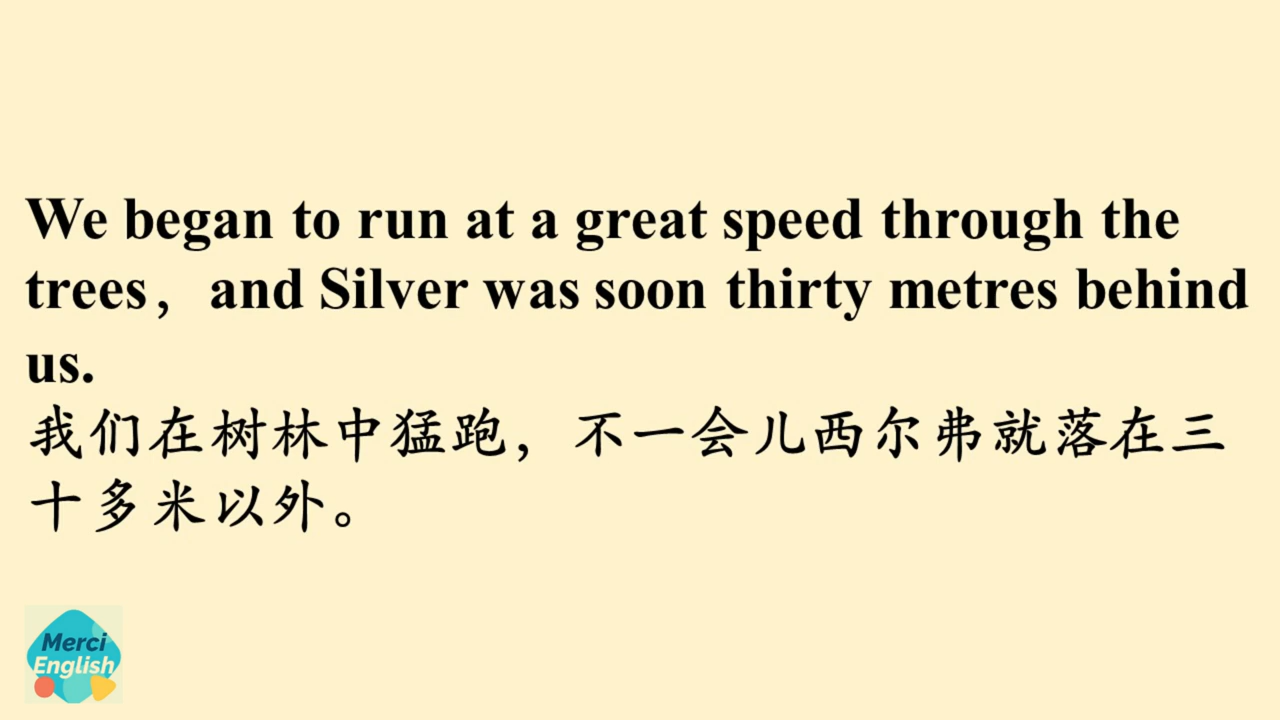 We began to run at a great speed through the
trees，and Silver was soon thirty metres behind
us.
我们在树林中猛跑，不一会儿西尔弗就落在三
十多米以外。
Merci
English